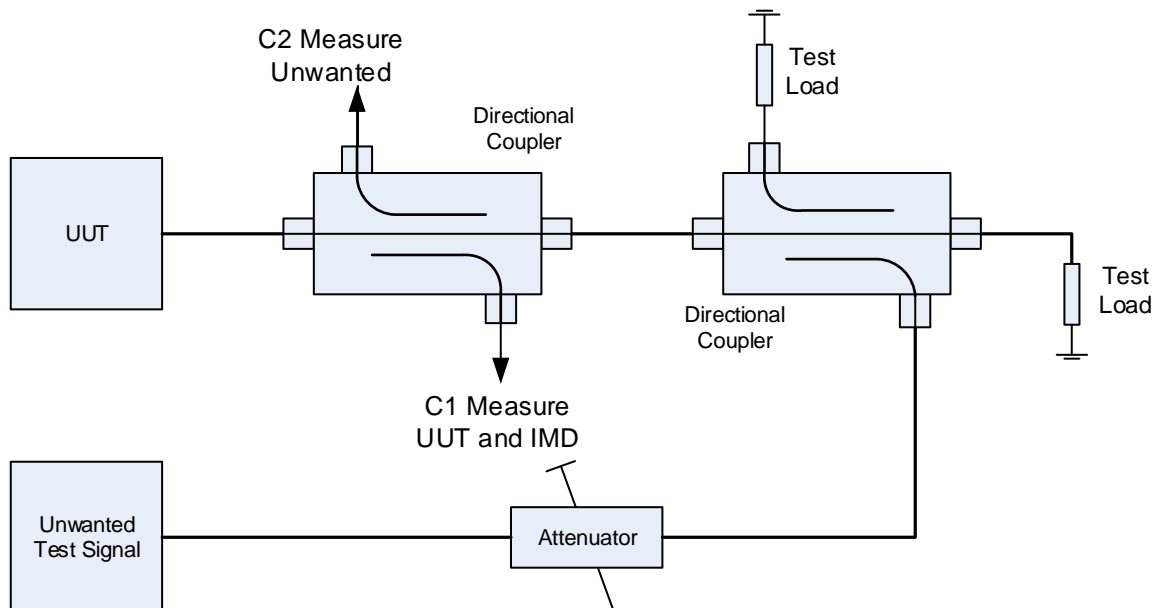 C2 Measure
Unwanted
Test
Load
Directional
Coupler
UUT
Test
Load
Directional
Coupler
C1 Measure
UUT and IMD
Unwanted
Test Signal
Attenuator